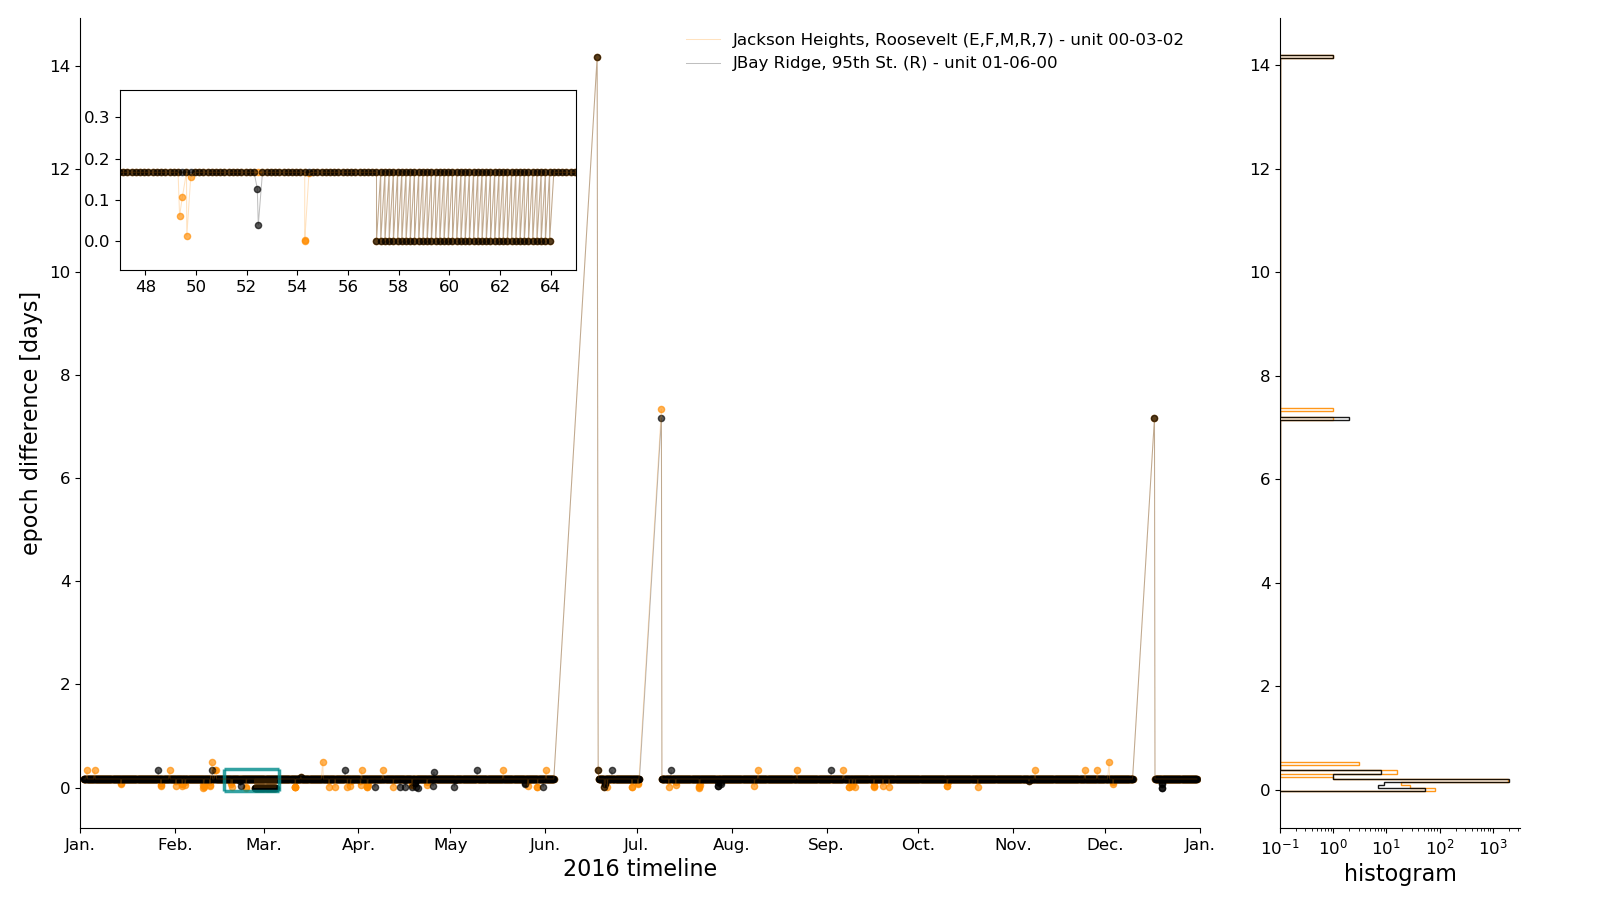 Jackson Heights, Roosevelt (E,F,M,R,7) - unit 00-03-02
JBay Ridge, 95th St. (R) - unit 01-06-00
epoch difference [days]
14
12
10
8
6
4
2
0
0.3
0.2
0.1
0.0
48 50 52 54 56 58 60 62 64
Jan. Feb. Mar. Apr. May Jun. Jul. Aug. Sep. Oct. Nov. Dec. Jan.
2016 timeline
14
12
10
8
6
4
2
0
10⁻¹ 10⁰ 10¹ 10² 10³
histogram